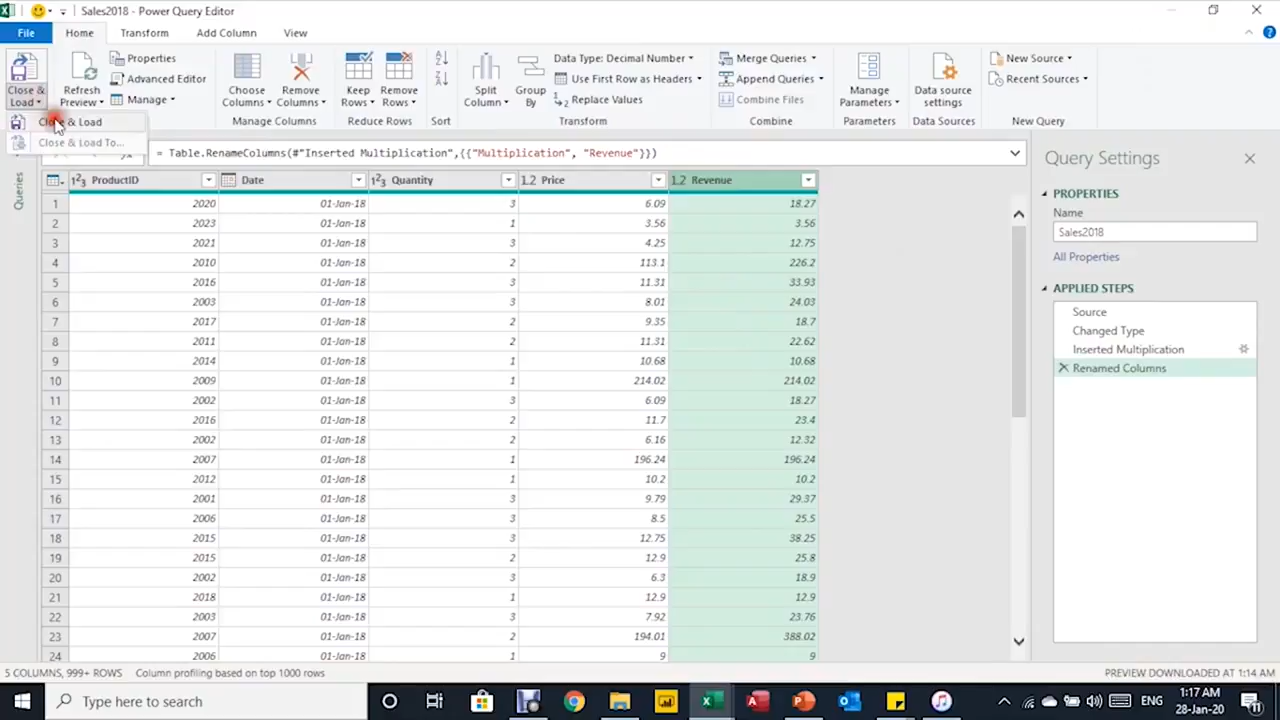 Sales2018 - Power Query Editor
File Home Transform Add Column View
Close & Load
Refresh Preview
Properties
Advanced Editor
Manage
Choose Columns
Remove Columns
Manage Columns
Keep Rows
Remove Rows
Reduce Rows
Sort
Split Column
Group By
Data Type: Decimal Number
Use First Row as Headers
Replace Values
Transform
Merge Queries
Append Queries
Combine Files
Combine
Manage Parameters
Parameters
Data source settings
Data Sources
New Source
Recent Sources
New Query
& Load
Close & Load To...
= Table.RenameColumns(#"Inserted Multiplication",{{"Multiplication", "Revenue"}})
Queries
ProductID Date Quantity 1.2 Price 1.2 Revenue
1 2020 01-Jan-18 3 6.09 18.27
2 2023 01-Jan-18 1 3.56 3.56
3 2021 01-Jan-18 3 4.25 12.75
4 2010 01-Jan-18 2 113.1 226.2
5 2016 01-Jan-18 3 11.31 33.93
6 2003 01-Jan-18 3 8.01 24.03
7 2017 01-Jan-18 2 9.35 18.7
8 2011 01-Jan-18 2 11.31 22.62
9 2014 01-Jan-18 1 10.68 10.68
10 2009 01-Jan-18 1 214.02 214.02
11 2002 01-Jan-18 3 6.09 18.27
12 2016 01-Jan-18 2 11.7 23.4
13 2002 01-Jan-18 2 6.16 12.32
14 2007 01-Jan-18 1 196.24 196.24
15 2012 01-Jan-18 1 10.2 10.2
16 2001 01-Jan-18 3 9.79 29.37
17 2006 01-Jan-18 3 8.5 25.5
18 2015 01-Jan-18 3 12.75 38.25
19 2015 01-Jan-18 2 12.9 25.8
20 2002 01-Jan-18 3 6.3 18.9
21 2018 01-Jan-18 1 12.9 12.9
22 2003 01-Jan-18 3 7.92 23.76
23 2007 01-Jan-18 2 194.01 388.02
24 2006 01-Jan-18 1 9 9
Query Settings
PROPERTIES
Name
Sales2018
All Properties
APPLIED STEPS
Source
Changed Type
Inserted Multiplication
Renamed Columns
5 COLUMNS, 999+ ROWS Column profiling based on top 1000 rows PREVIEW DOWNLOADED AT 1:14 AM
Type here to search
ENG
1:17 AM
28-Jan-20